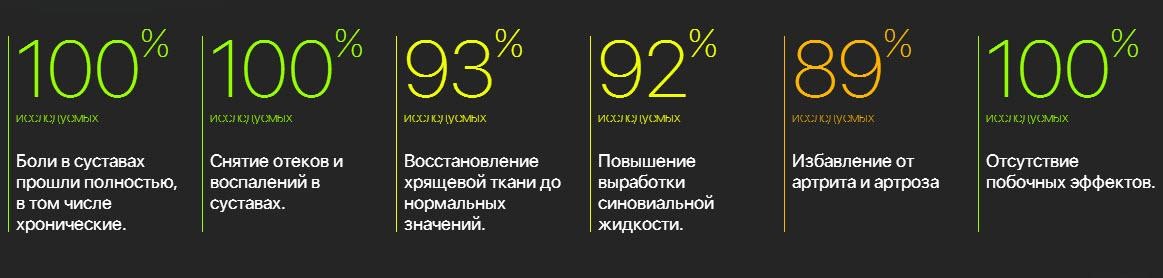 100%
исследуемых
Боли в суставах
прошли полностью,
в том числе
хронические.
100%
исследуемых
Снятие отеков и
воспалений в
суставах.
93%
исследуемых
Восстановление
хрящевой ткани до
нормальных
значений.
92%
исследуемых
Повышение
выработки
синовиальной
жидкости.
89%
исследуемых
Избавление от
артрита и артроза
100%
исследуемых
Отсутствие
побочных эффектов.